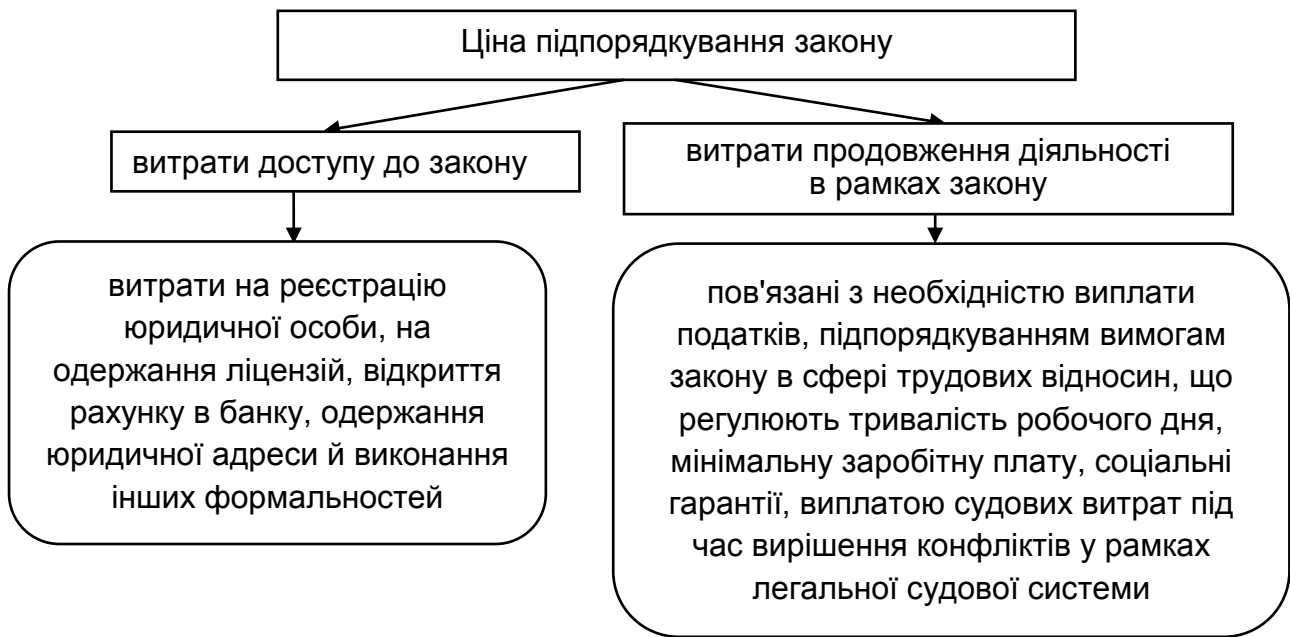 Ціна підпорядкування закону
витрати доступу до закону
витрати продовження діяльності
в рамках закону
витрати на реєстрацію
юридичної особи, на
одержання ліцензій, відкриття
рахунку в банку, одержання
юридичної адреси й виконання
інших формальностей
пов'язані з необхідністю виплати
податків, підпорядкуванням вимогам
закону в сфері трудових відносин, що
регулюють тривалість робочого дня,
мінімальну заробітну плату, соціальні
гарантії, виплатою судових витрат під
час вирішення конфліктів у рамках
легальної судової системи